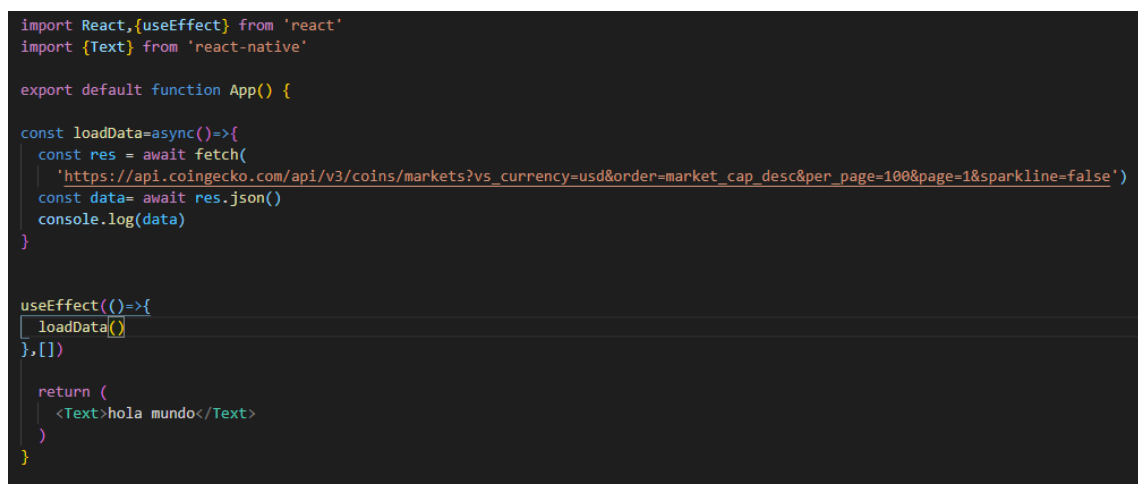 import React,{useEffect} from 'react'
import {Text} from 'react-native'
export default function App() {
const loadData=async()=>{
const res = await fetch(
'https://api.coingecko.com/api/v3/coins/markets?vs_currency=usd&order=market_cap_desc&per_page=100&page=1&sparkline=false')
const data= await res.json()
console.log(data)
}
useEffect(()=>{
loadData()
},[])
return (
<Text>hola mundo</Text>
)
}